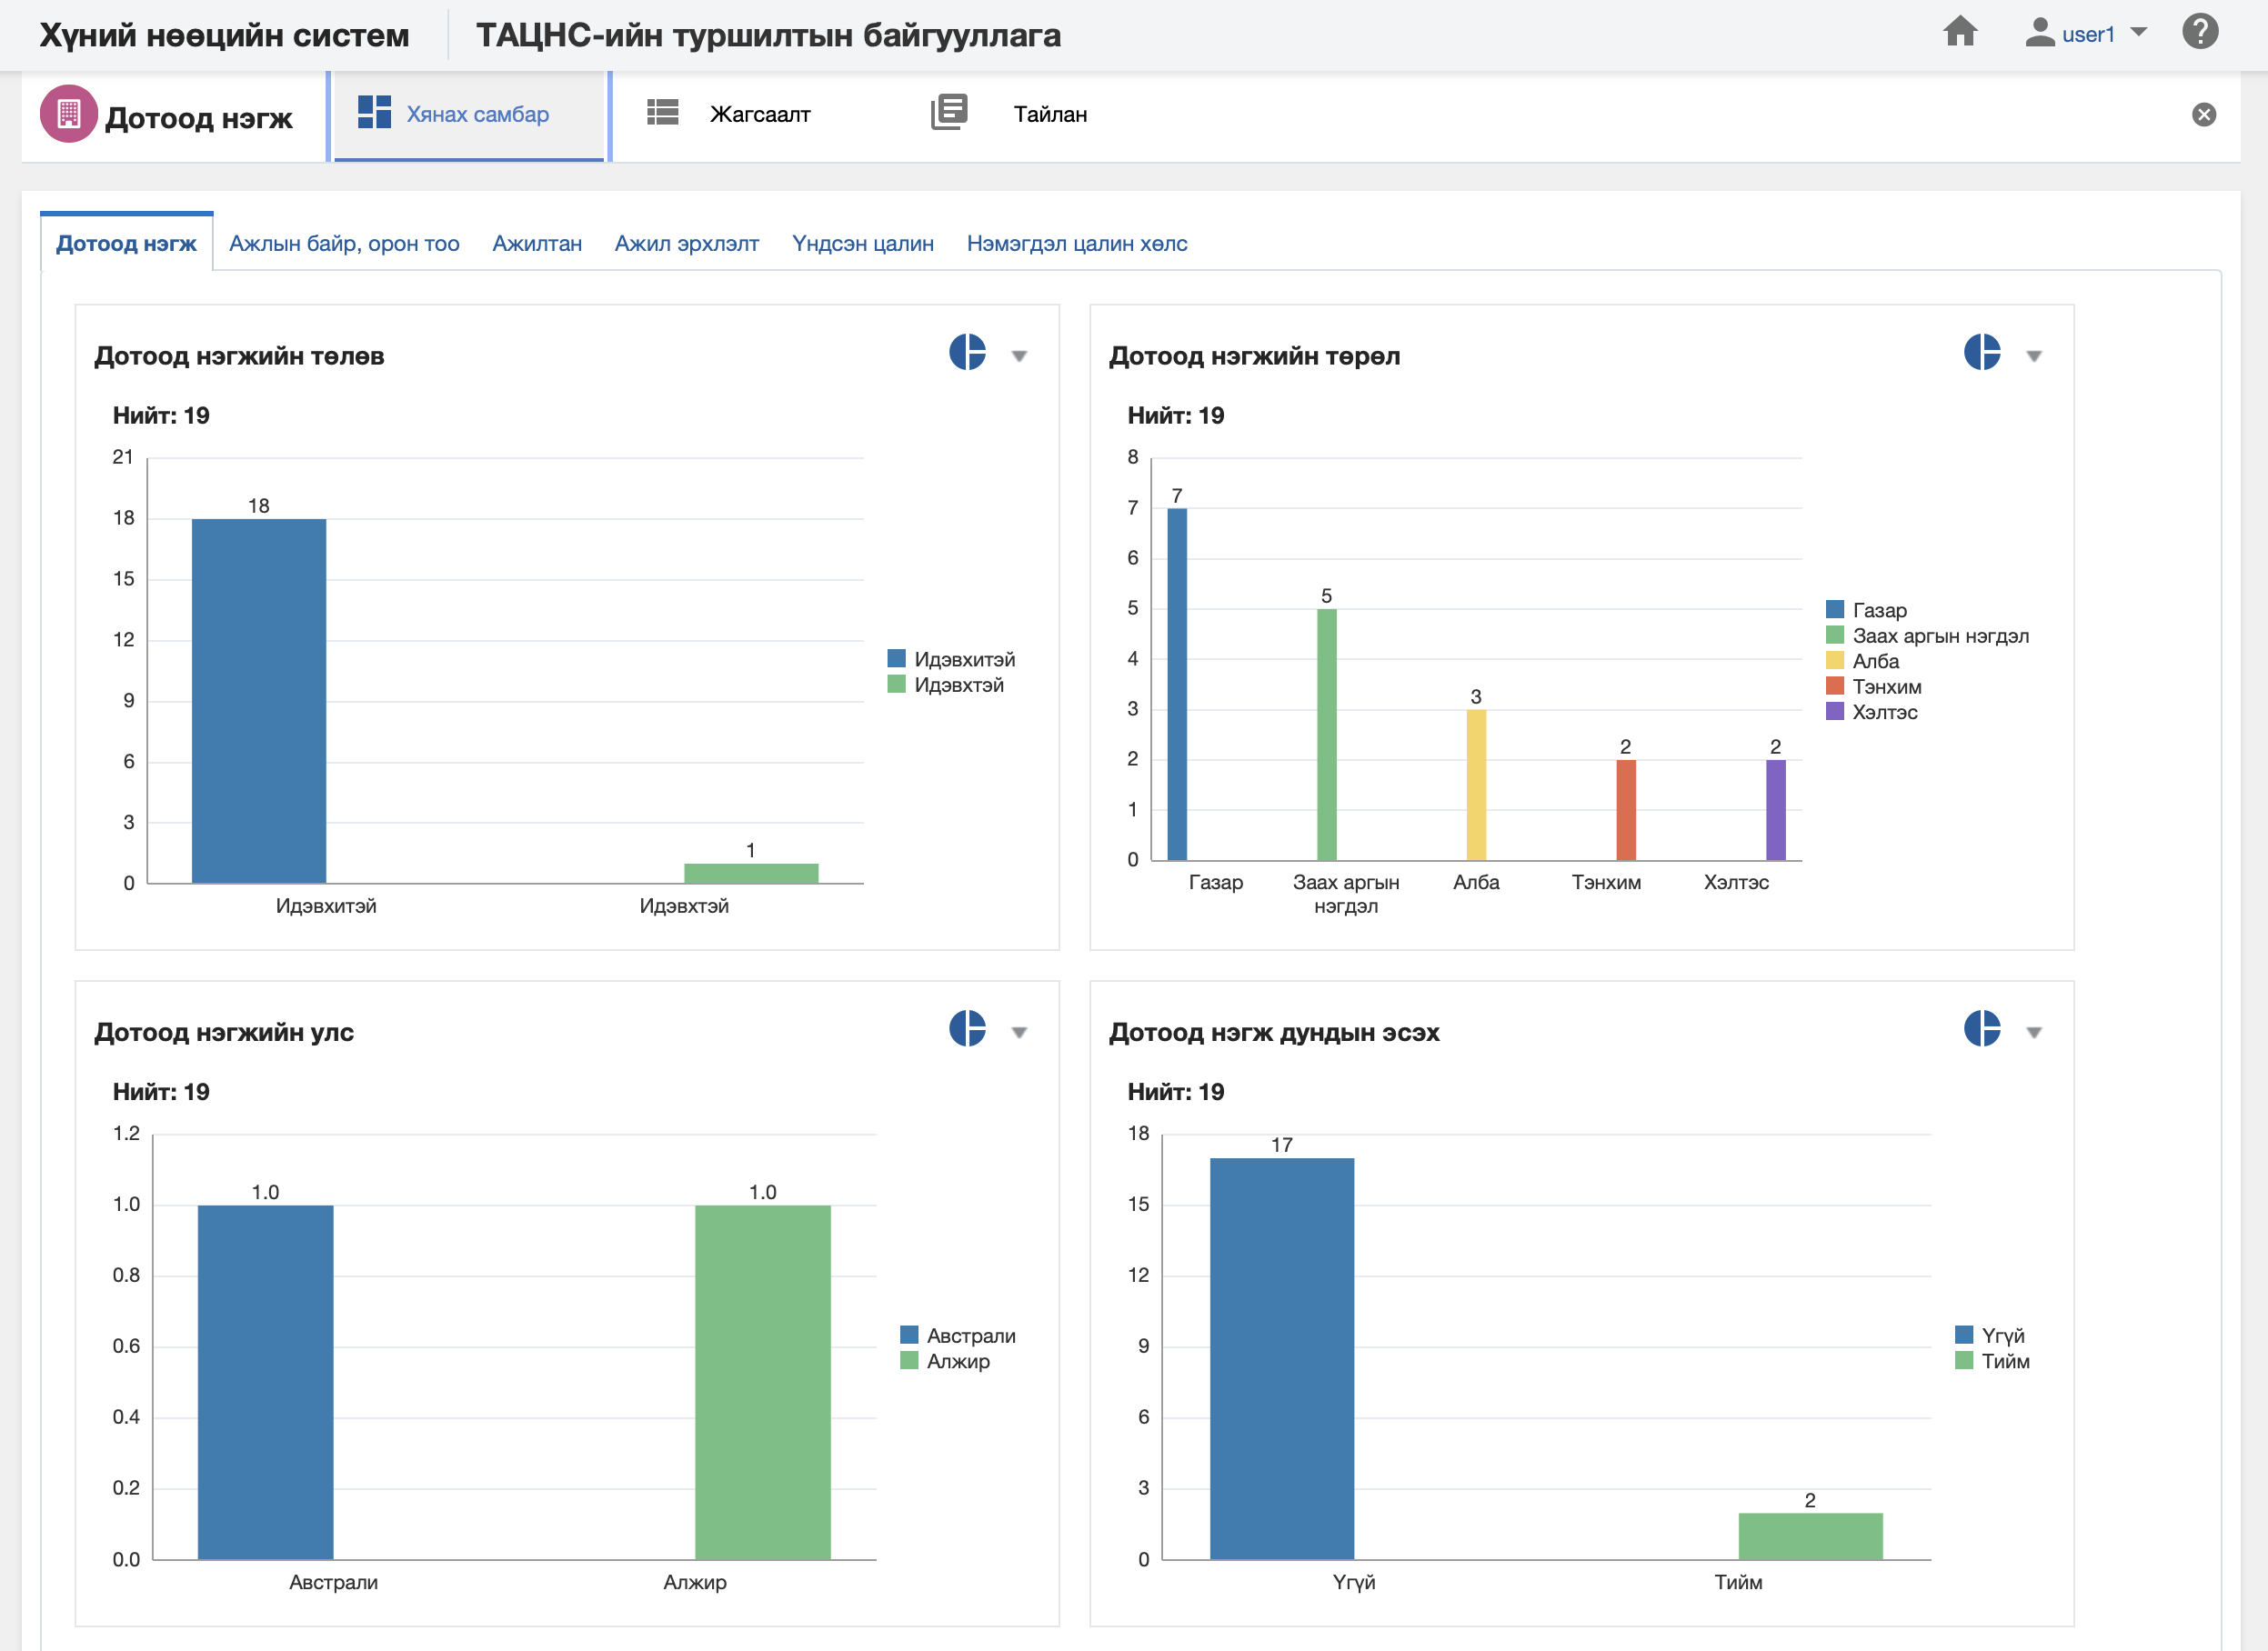 Хүний нөөцийн систем
ТАЦНС-ийн туршилтын байгууллага
user1
Дотоод нэгж
Хянах самбар
Жагсаалт
Тайлан
Дотоод нэгж
Ажлын байр, орон тоо
Ажилтан
Ажил эрхлэлт
Үндсэн цалин
Нэмэгдэл цалин хөлс
Дотоод нэгжийн төлөв
Нийт: 19
21
18
15
12
9
6
3
0
18
1
Идэвхитэй
Идэвхтэй
Идэвхитэй
Идэвхтэй
Дотоод нэгжийн төрөл
Нийт: 19
8
7
6
5
4
3
2
1
0
7
5
3
2
2
Газар
Заах аргын
нэгдэл
Алба
Тэнхим
Хэлтэс
Газар
Заах аргын нэгдэл
Алба
Тэнхим
Хэлтэс
Дотоод нэгжийн улс
Нийт: 19
1.2
1.0
0.8
0.6
0.4
0.2
0.0
1.0
1.0
Австрали
Алжир
Австрали
Алжир
Дотоод нэгж дундын эсэх
Нийт: 19
18
15
12
9
6
3
0
17
2
Үгүй
Тийм
Үгүй
Тийм